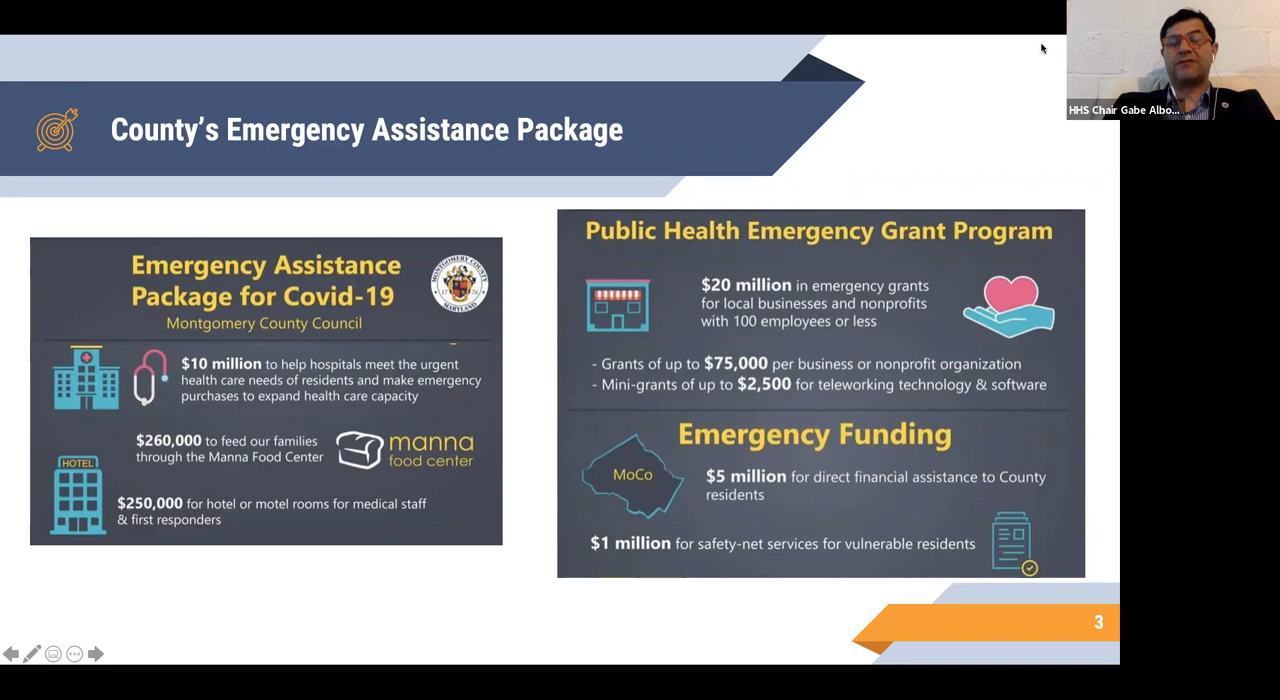 HHS Chair Gabe Albo...
County's Emergency Assistance Package
Emergency Assistance
Package for Covid-19
Montgomery County Council
MONTGOMERY COUNTY
17 76
MARYLAND
$10 million to help hospitals meet the urgent
health care needs of residents and make emergency
purchases to expand health care capacity
$260,000 to feed our families
through the Manna Food Center
manna
food center
HOTEL
$250,000 for hotel or motel rooms for medical staff
& first responders
Public Health Emergency Grant Program
$20 million in emergency grants
for local businesses and nonprofits
with 100 employees or less
- Grants of up to $75,000 per business or nonprofit organization
- Mini-grants of up to $2,500 for teleworking technology & software
Emergency Funding
MoCo
$5 million for direct financial assistance to County
residents
$1 million for safety-net services for vulnerable residents
3